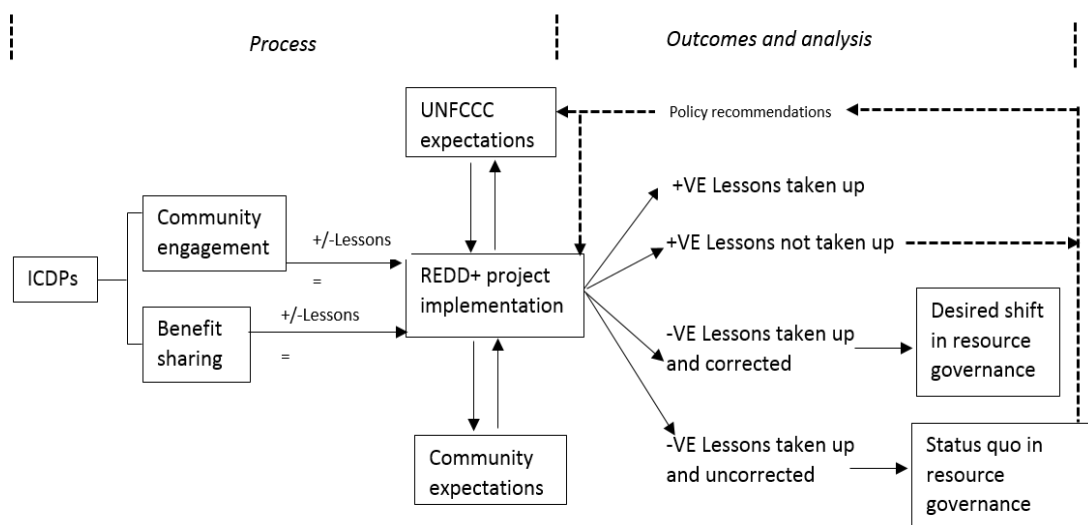 Process
Outcomes and analysis
UNFCCC
expectations
Policy recommendations
Community
engagement
+/-Lessons
=
ICDPs
Benefit
sharing
+/-Lessons
=
REDD+ project
implementation
Community
expectations
+VE Lessons taken up
+VE Lessons not taken up
-VE Lessons taken up
and corrected
Desired shift
in resource
governance
-VE Lessons taken up
and uncorrected
Status quo in
resource
governance